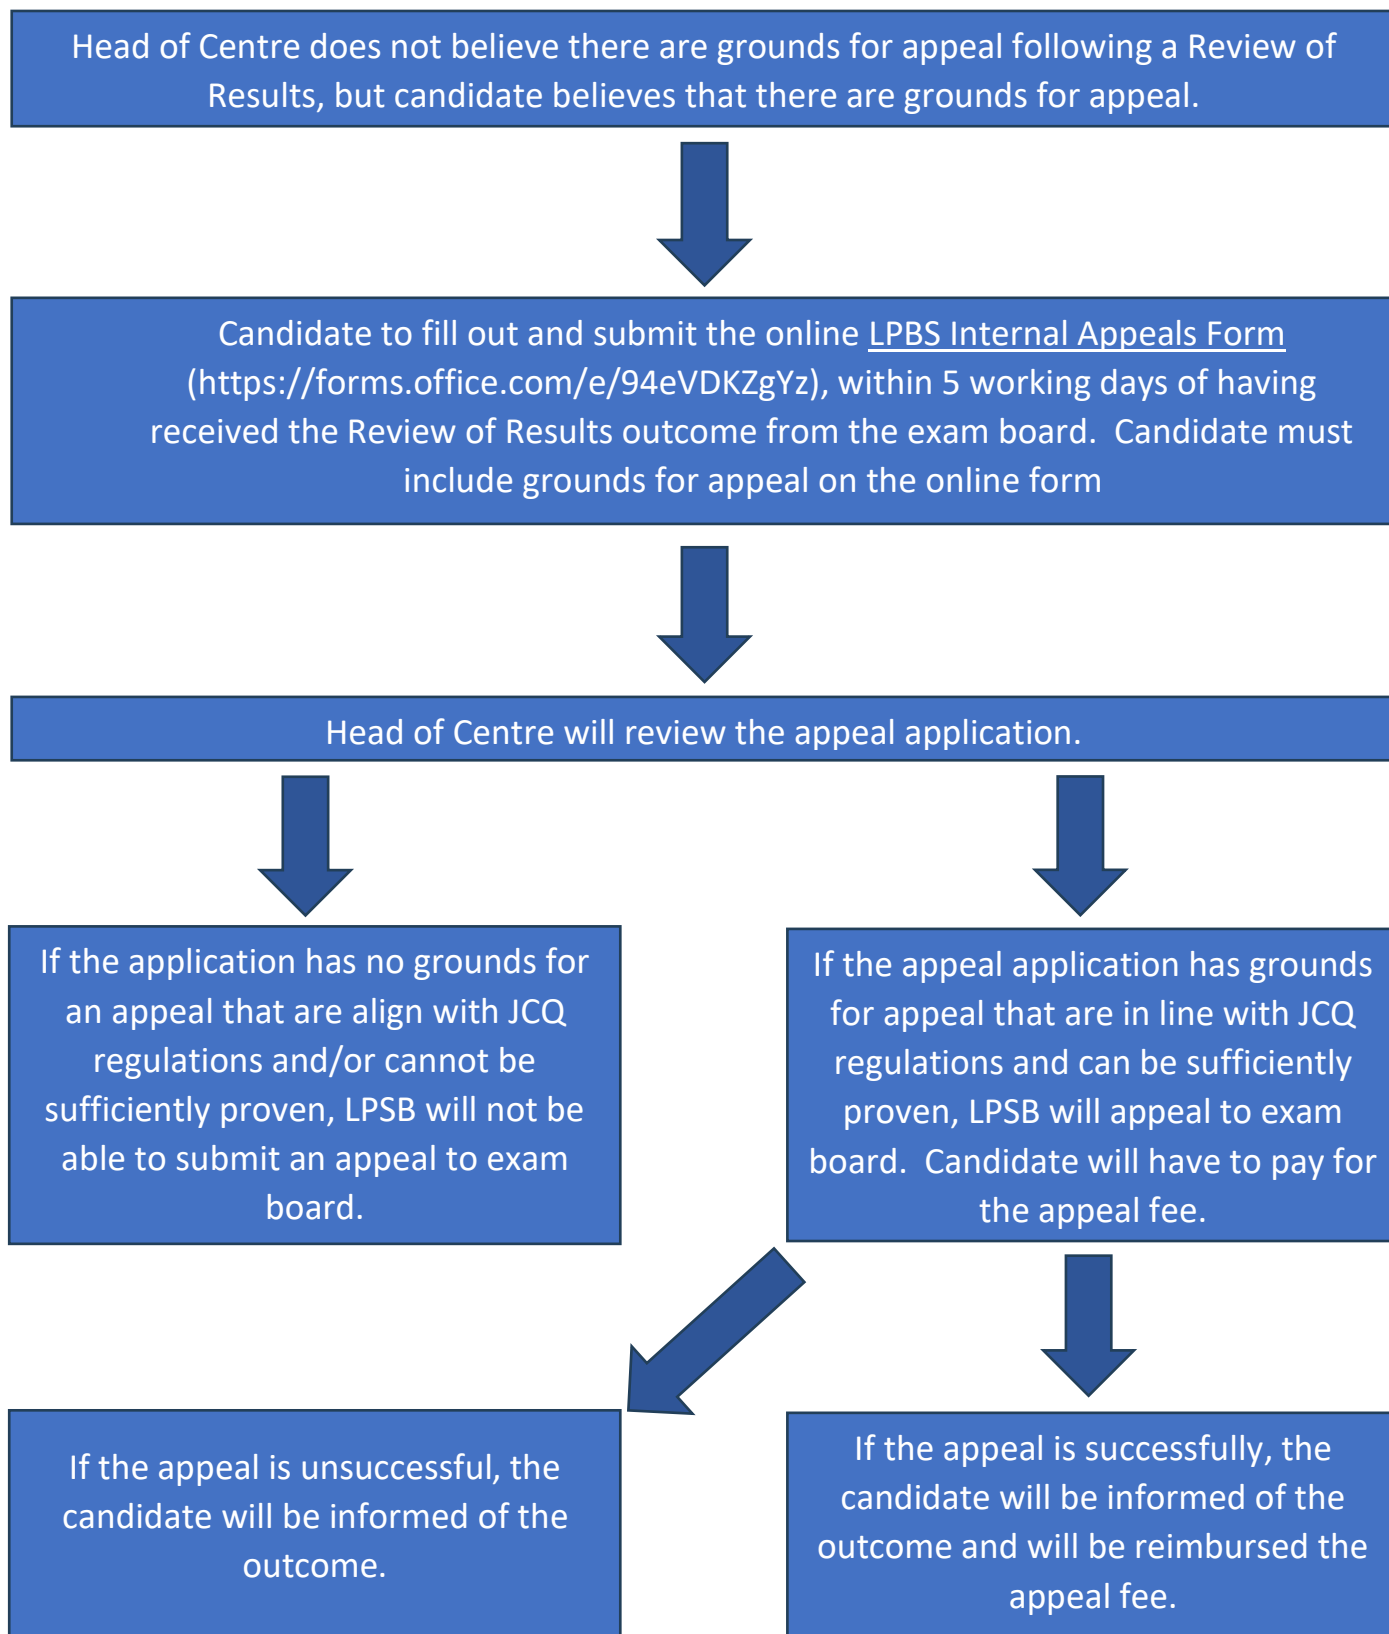 Head of Centre does not believe there are grounds for appeal following a Review of
Results, but candidate believes that there are grounds for appeal.
Candidate to fill out and submit the online LPBS Internal Appeals Form
(https://forms.office.com/e/94eVDKZgYz), within 5 working days of having
received the Review of Results outcome from the exam board.  Candidate must
include grounds for appeal on the online form
Head of Centre will review the appeal application.
If the application has no grounds for
an appeal that are align with JCQ
regulations and/or cannot be
sufficiently proven, LPSB will not be
able to submit an appeal to exam
board.
If the appeal application has grounds
for appeal that are in line with JCQ
regulations and can be sufficiently
proven, LPSB will appeal to exam
board.  Candidate will have to pay for
the appeal fee.
If the appeal is unsuccessful, the
candidate will be informed of the
outcome.
If the appeal is successfully, the
candidate will be informed of the
outcome and will be reimbursed the
appeal fee.